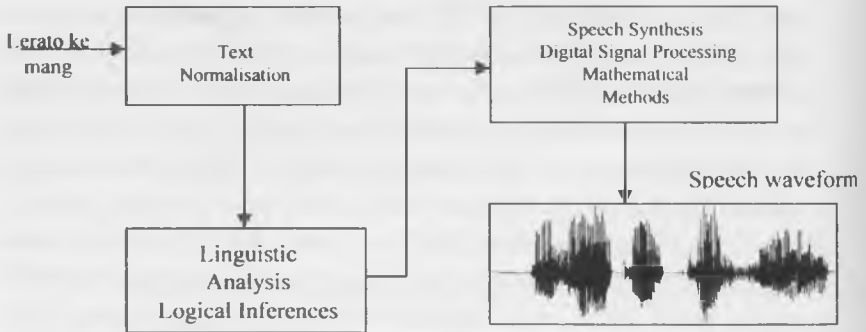 Lerato ke
mang
Text
Normalisation
Linguistic
Analysis
Logical Inferences
Speech Synthesis
Digital Signal Processing
Mathematical
Methods
Speech waveform